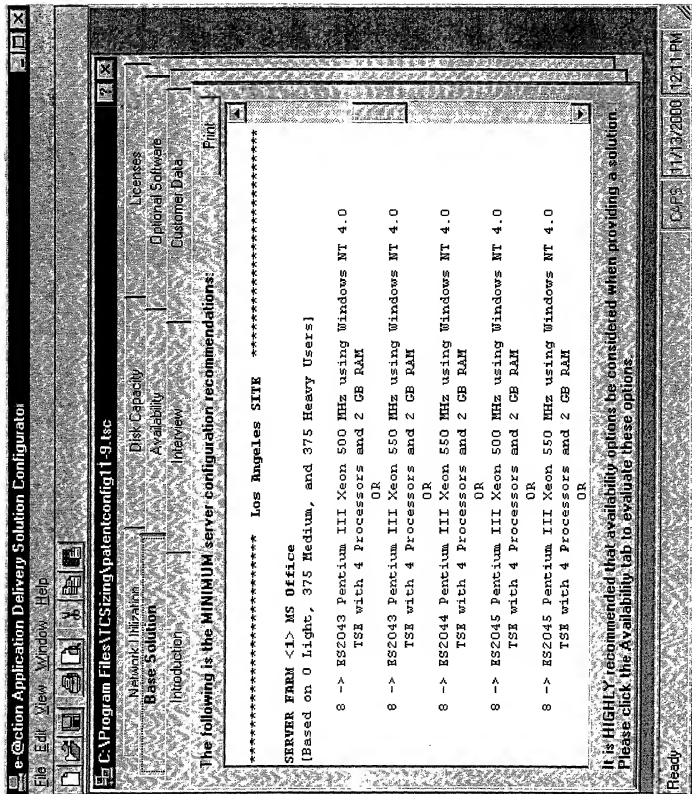 e-@ction Application Delivery Solution Configurator
File Edit View Window Help
C:\Program Files\TCSizing\patentconfig11-9.tsc
Network Utilization Disk Capacity Licenses
Base Solution Availability Optional Software
Introduction Interview Customer Data
The following is the MINIMUM server configuration recommendations:
Print
******************** Los Angeles SITE ********************
SERVER FARM <1> MS Office
[Based on 0 Light, 375 Medium, and 375 Heavy Users]
8 --> ES2043 Pentium III Xeon 500 MHz using Windows NT 4.0
TSE with 4 Processors and 2 GB RAM
OR
8 --> ES2043 Pentium III Xeon 550 MHz using Windows NT 4.0
TSE with 4 Processors and 2 GB RAM
OR
8 --> ES2044 Pentium III Xeon 550 MHz using Windows NT 4.0
TSE with 4 Processors and 2 GB RAM
OR
8 --> ES2045 Pentium III Xeon 500 MHz using Windows NT 4.0
TSE with 4 Processors and 2 GB RAM
OR
8 --> ES2045 Pentium III Xeon 550 MHz using Windows NT 4.0
TSE with 4 Processors and 2 GB RAM
OR
It is HIGHLY recommended that availability options be considered when providing a solution.
Please click the Availability tab to evaluate these options.
Ready CAPS 11/13/2000 12:11 PM